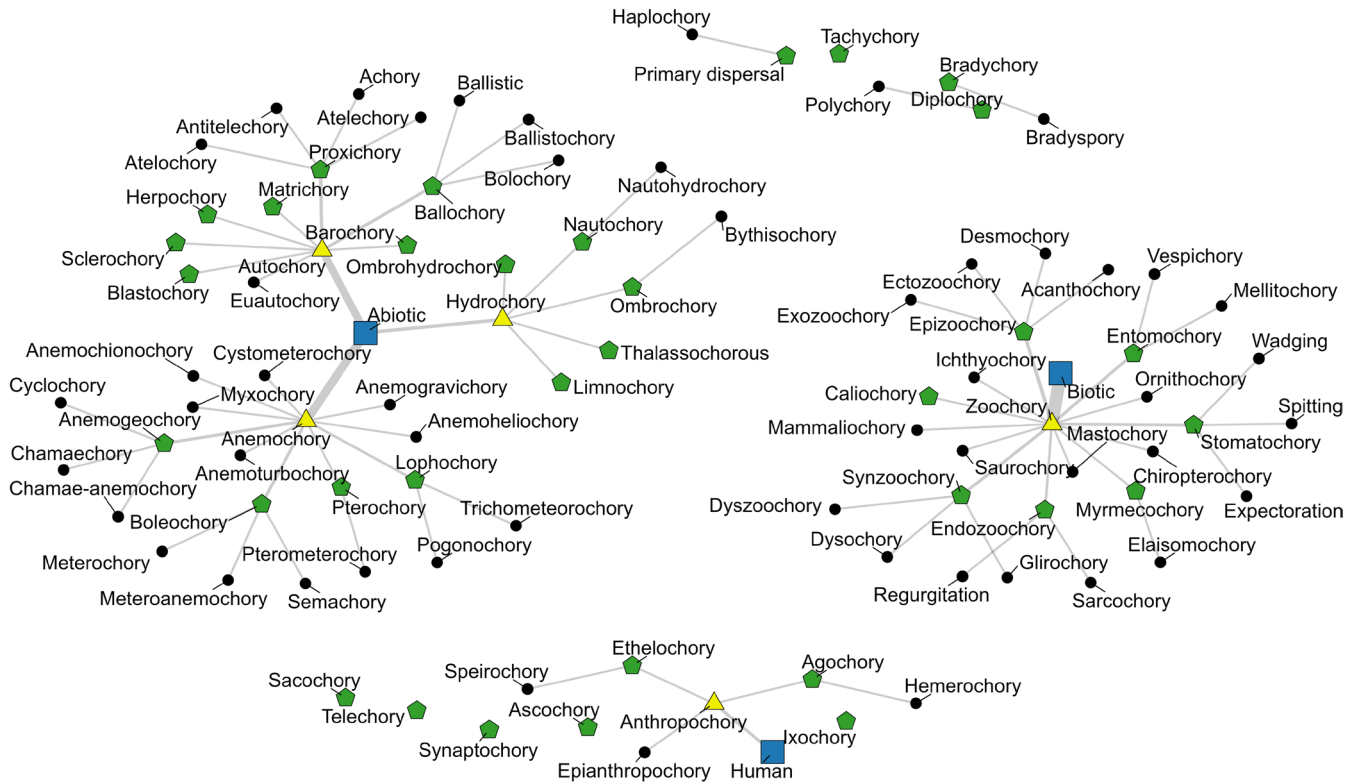 Haplochory
Primary dispersal
Tachychory
Bradychory
Polychory
Diplochory
Bradyspory
Achory
Ballistic
Antitelechory
Atelechory
Ballistochory
Atelochory
Proxichory
Bolochory
Herpochory
Matrichory
Ballochory
Nautohydrochory
Barochory
Nautochory
Bythisochory
Sclerochory
Autochory
Ombrohydrochory
Blastochory
Euautochory
Hydrochory
Ombrochory
Abiotic
Thalassochorous
Limnochory
Anemochionochory
Cystometerochory
Cyclochory
Myxochory
Anemogravichory
Anemogeochory
Anemochory
Anemoheliochory
Chamaechory
Anemoturbochory
Lophochory
Chamae-anemochory
Boleochory
Pterochory
Trichometeorochory
Meterochory
Pterometerochory
Pogonochory
Meteroanemochory
Semachory
Desmochory
Vespichory
Ectozoochory
Acanthochory
Mellitochory
Exozoochory
Epizoochory
Entomochory
Wadging
Ichthyochory
Biotic
Ornithochory
Caliochory
Zoochory
Spitting
Mammaliochory
Mastochory
Stomatochory
Saurochory
Chiropterochory
Synzoochory
Dyszoochory
Endozoochory
Myrmecochory
Expectoration
Dysochory
Glirochory
Elaisomochory
Regurgitation
Sarcochory
Ethelochory
Speirochory
Agochory
Sacochory
Hemerochory
Telechory
Ascochory
Anthropochory
Synaptochory
Ixochory
Epianthropochory
Human